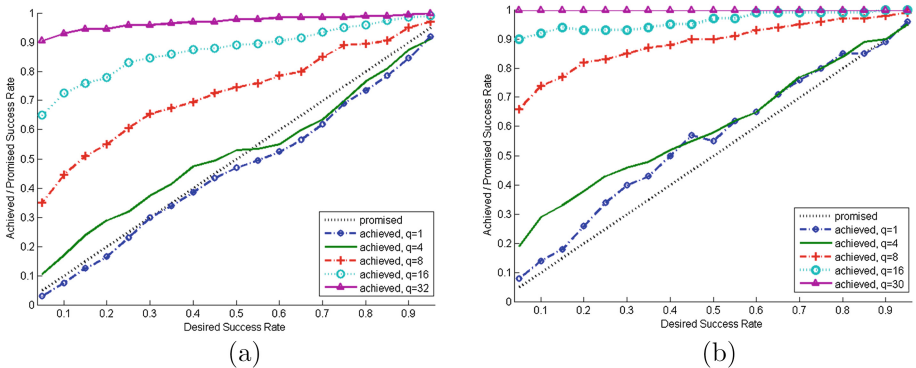 Achieved / Promised Success Rate
1
0.9
0.8
0.7
0.6
0.5
0.4
0.3
0.2
0.1
0
0.1 0.2 0.3 0.4 0.5 0.6 0.7 0.8 0.9
Desired Success Rate
promised
achieved, q=1
achieved, q=4
achieved, q=8
achieved, q=16
achieved, q=32
(a)
Achieved / Promised Success Rate
1
0.9
0.8
0.7
0.6
0.5
0.4
0.3
0.2
0.1
0
0.1 0.2 0.3 0.4 0.5 0.6 0.7 0.8 0.9
Desired Success Rate
promised
achieved, q=1
achieved, q=4
achieved, q=8
achieved, q=16
achieved, q=30
(b)